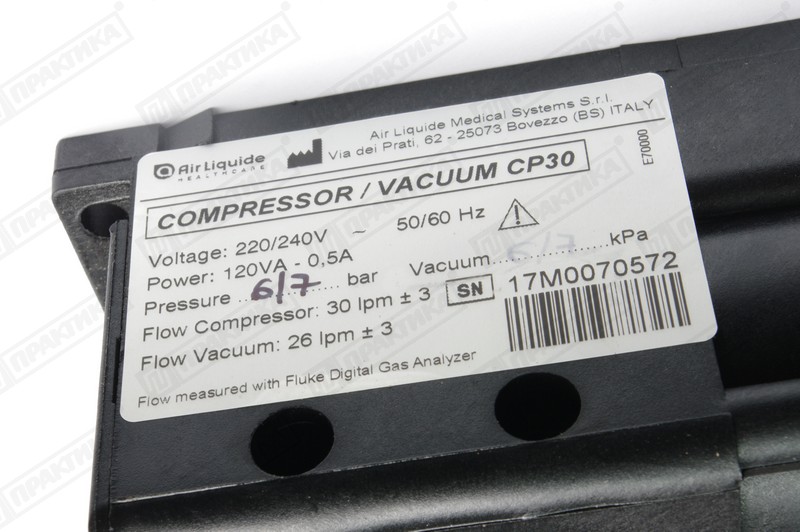 Air Liquide
HEALTHCARE
Air Liquide Medical Systems S.r.l.
Via dei Prati, 62 - 25073 Bovezzo (BS) ITALY
E70000
COMPRESSOR / VACUUM CP30
Voltage: 220/240V ~ 50/60 Hz
Power: 120VA - 0,5A
Pressure 6/7 bar Vacuum 6/7 kPa
Flow Compressor: 30 lpm ± 3 SN 17M0070572
Flow Vacuum: 26 lpm ± 3
Flow measured with Fluke Digital Gas Analyzer
ПРАКТИКА